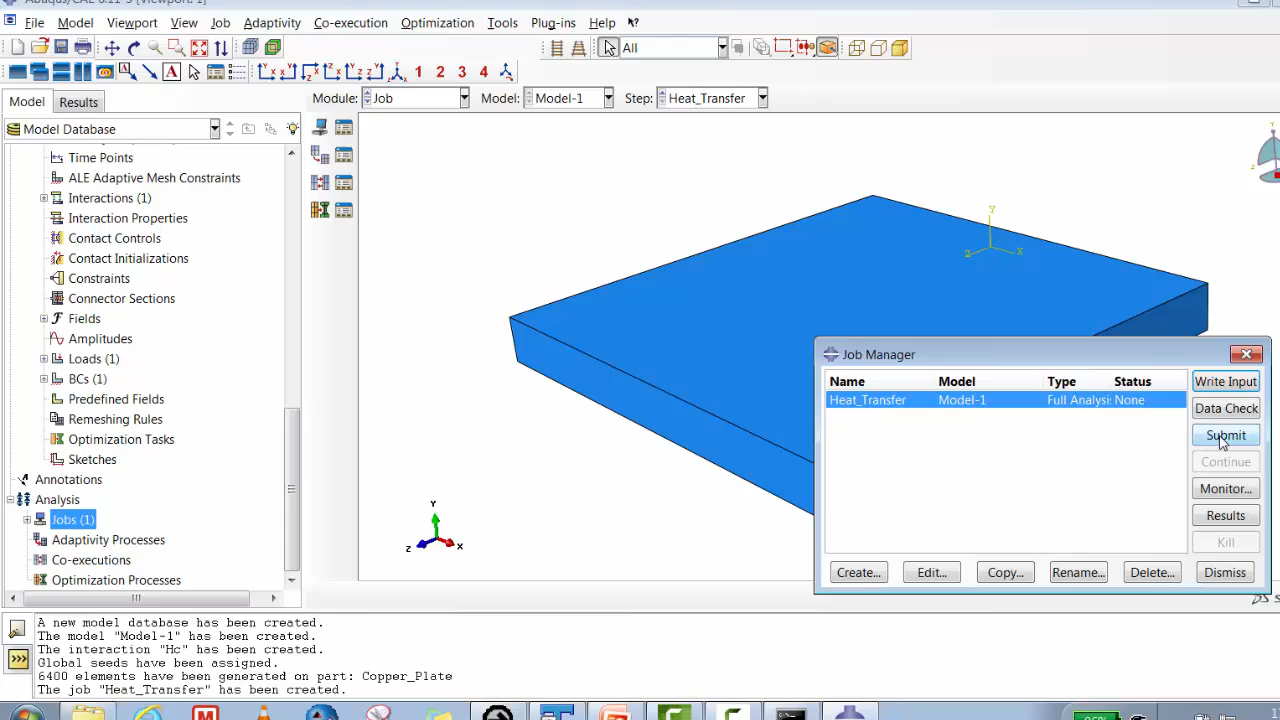 Abaqus/CAE 6.11-3 [Viewport: 1]
File Model Viewport View Job Adaptivity Co-execution Optimization Tools Plug-ins Help
All
1 2 3 4
Model Results
Module: Job Model: Model-1 Step: Heat_Transfer
Model Database
Time Points
ALE Adaptive Mesh Constraints
Interactions (1)
Interaction Properties
Contact Controls
Contact Initializations
Constraints
Connector Sections
Fields
Amplitudes
Loads (1)
BCs (1)
Predefined Fields
Remeshing Rules
Optimization Tasks
Sketches
Annotations
Analysis
Jobs (1)
Adaptivity Processes
Co-executions
Optimization Processes
Y
Z X
Y
Z X
Job Manager
Name Model Type Status
Heat_Transfer Model-1 Full Analysi: None
Write Input
Data Check
Submit
Continue
Monitor...
Results
Kill
Create... Edit... Copy... Rename... Delete... Dismiss
A new model database has been created.
The model "Model-1" has been created.
The interaction "Hc" has been created.
Global seeds have been assigned.
6400 elements have been generated on part: Copper_Plate
The job "Heat_Transfer" has been created.